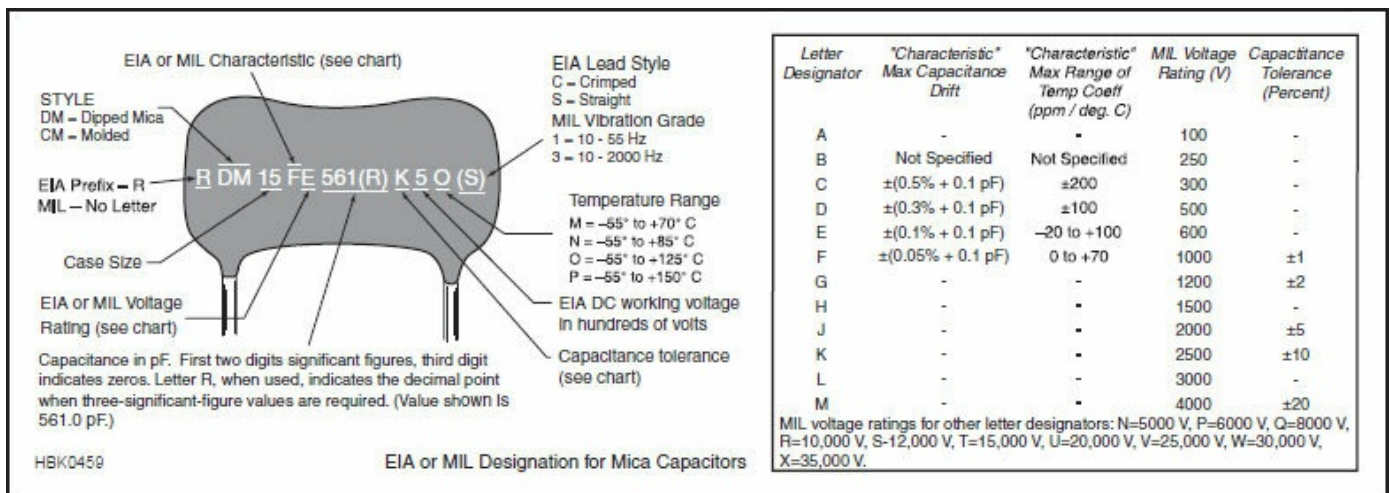 EIA or MIL Characteristic (see chart)
STYLE
DM – Dipped Mica
CM – Molded
EIA Prefix – R
MIL – No Letter
R DM 15 FE 561(R) K 5 O (S)
Case Size
EIA or MIL Voltage
Rating (see chart)
Capacitance in pF. First two digits significant figures, third digit
indicates zeros. Letter R, when used, indicates the decimal point
when three-significant-figure values are required. (Value shown is
561.0 pF.)
EIA Lead Style
C – Crimped
S – Straight
MIL Vibration Grade
1 – 10 - 55 Hz
3 – 10 - 2000 Hz
Temperature Range
M = –55° to +70° C
N = –55° to +85° C
O = –55° to +125° C
P = –55° to +150° C
EIA DC working voltage
in hundreds of volts
Capacitance tolerance
(see chart)
HBK0459
EIA or MIL Designation for Mica Capacitors
Letter "Characteristic" "Characteristic" MIL Voltage Capacțitance
Designator Max Capacitance Max Range of Rating (V) Tolerance
Drift Temp Coeff (Percent)
(ppm / deg. C)
A - - 100 -
B Not Specified Not Specified 250 -
C ±(0.5% + 0.1 pF) ±200 300 -
D ±(0.3% + 0.1 pF) ±100 500 -
E ±(0.1% + 0.1 pF) –20 to +100 600 -
F ±(0.05% + 0.1 pF) 0 to +70 1000 ±1
G - - 1200 ±2
H - - 1500 -
J - - 2000 ±5
K - - 2500 ±10
L - - 3000 -
M - - 4000 ±20
MIL voltage ratings for other letter designators: N=5000 V, P=6000 V, Q=8000 V,
R=10,000 V, S-12,000 V, T=15,000 V, U=20,000 V, V=25,000 V, W=30,000 V,
X=35,000 V.